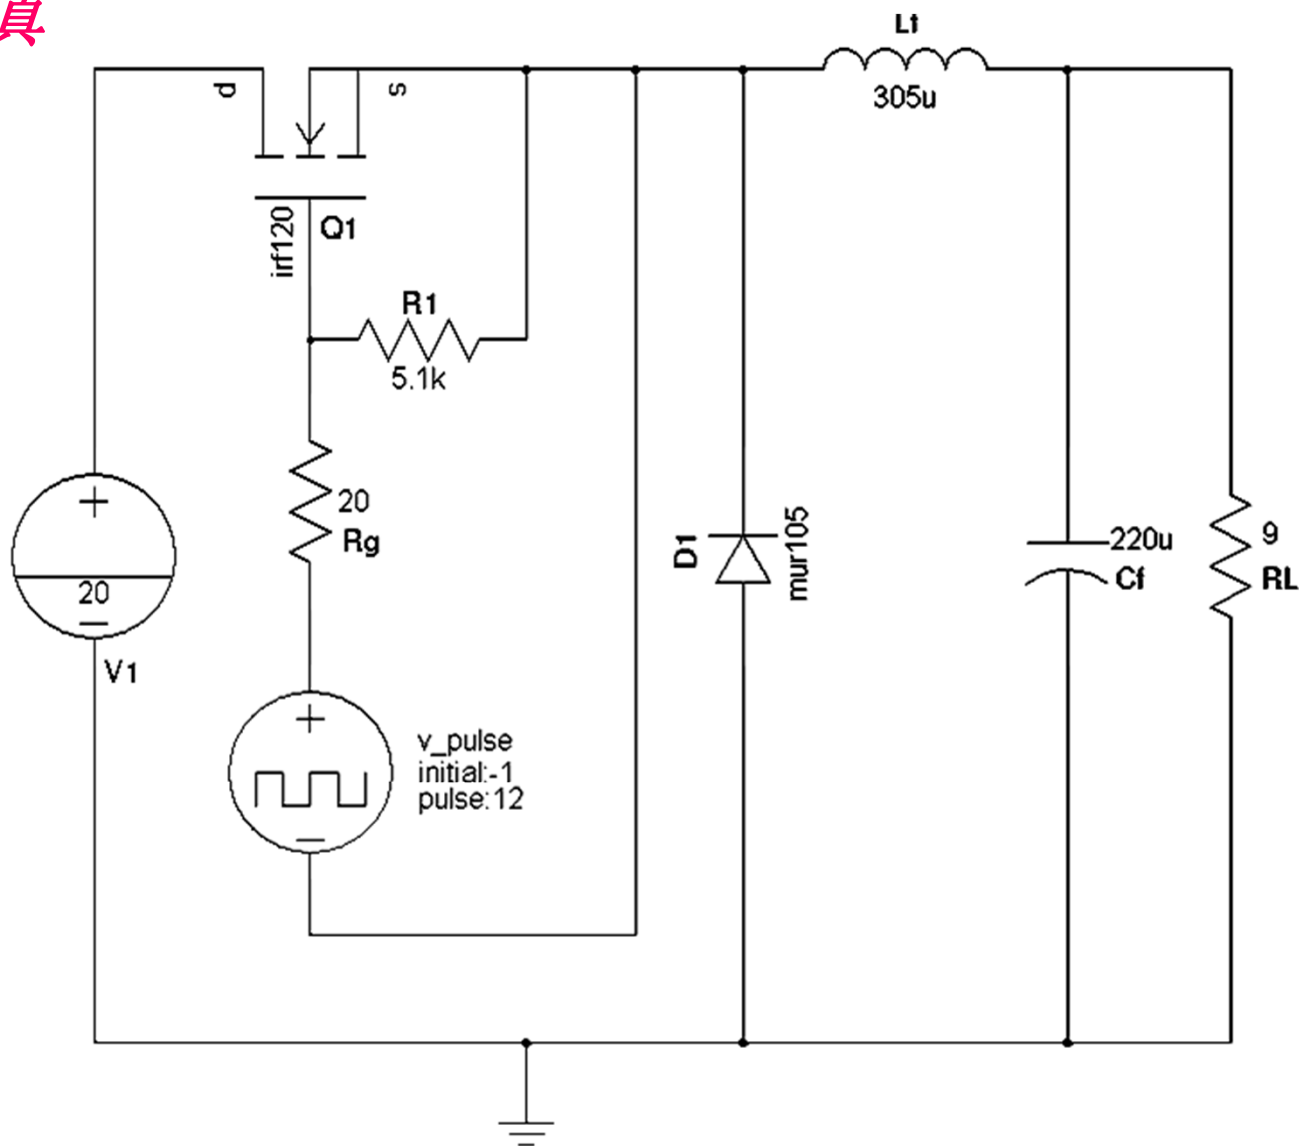 真
Lf
305u
d
s
irf120
Q1
R1
5.1k
20
Rg
20
V1
v_pulse
initial:-1
pulse:12
D1
mur105
220u
Cf
9
RL